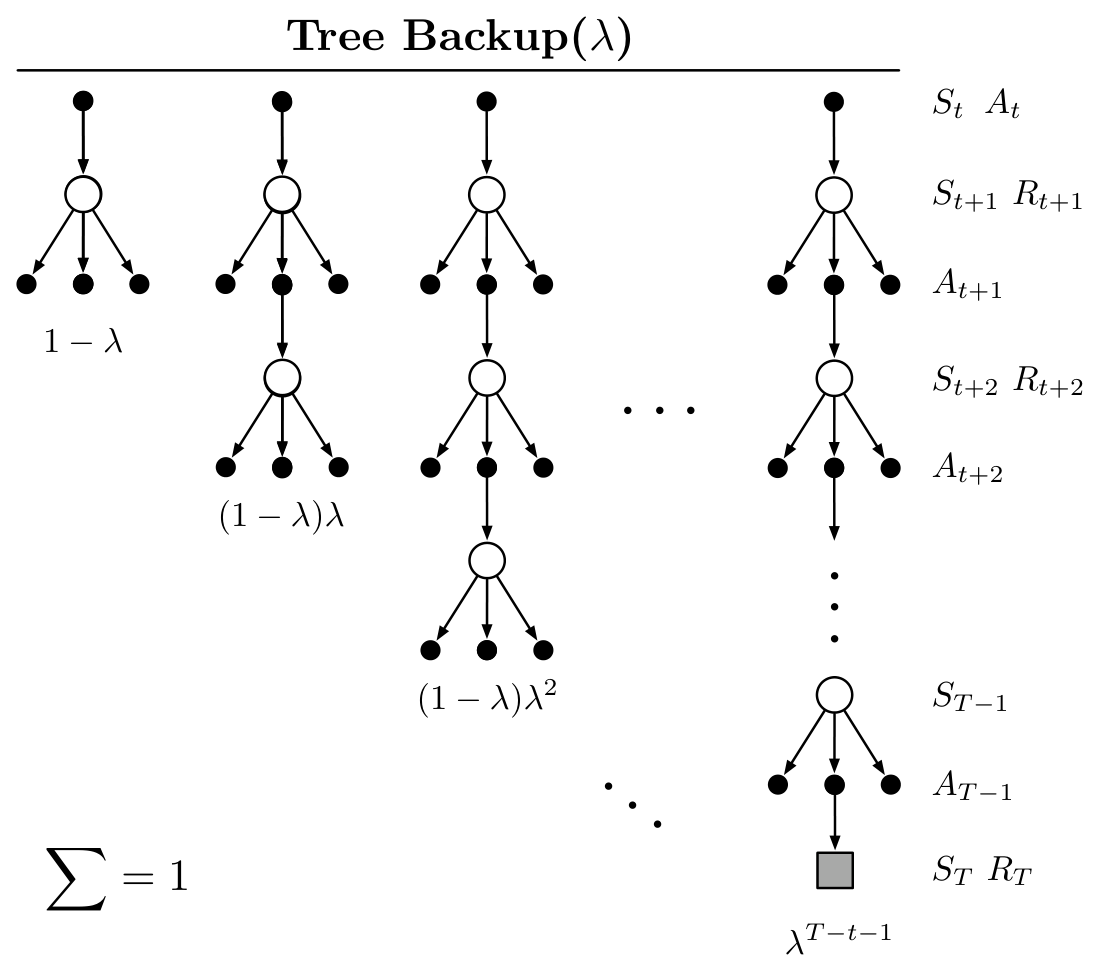 Tree Backup(λ)
S_t A_t
S_{t+1} R_{t+1}
A_{t+1}
1 − λ
S_{t+2} R_{t+2}
. . .
A_{t+2}
(1 − λ)λ
(1 − λ)λ^2
S_{T−1}
A_{T−1}
∑ = 1
S_T R_T
λ^{T−t−1}